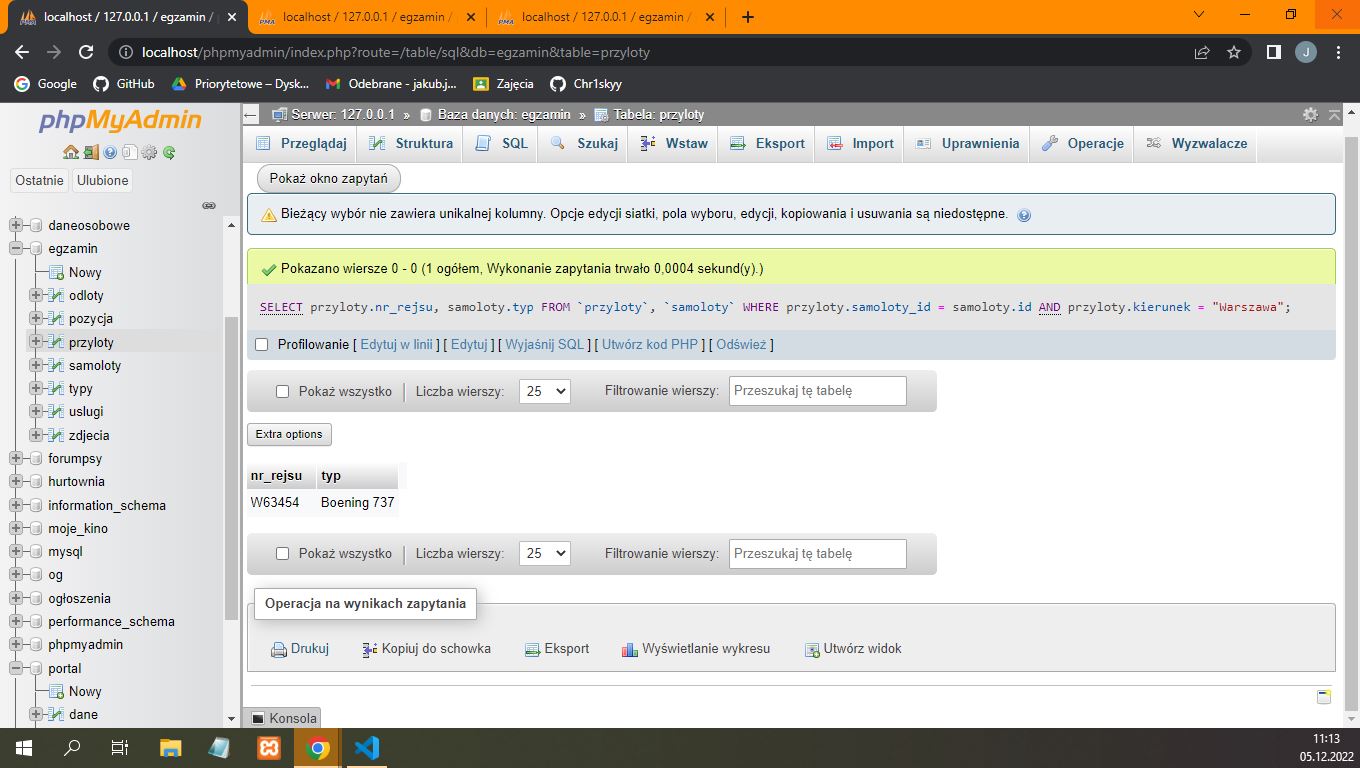 localhost / 127.0.0.1 / egzamin /
localhost / 127.0.0.1 / egzamin /
localhost / 127.0.0.1 / egzamin /
localhost/phpmyadmin/index.php?route=/table/sql&db=egzamin&table=przyloty
J
Google
GitHub
Priorytetowe – Dysk...
Odebrane - jakub.j...
Zajęcia
Chr1skyy
phpMyAdmin
Ostatnie
Ulubione
daneosobowe
egzamin
Nowy
odloty
pozycja
przyloty
samoloty
typy
uslugi
zdjecia
forumpsy
hurtownia
information_schema
moje_kino
mysql
og
ogłoszenia
performance_schema
phpmyadmin
portal
Nowy
dane
Serwer: 127.0.0.1 » Baza danych: egzamin » Tabela: przyloty
Przeglądaj Struktura SQL Szukaj Wstaw Eksport Import Uprawnienia Operacje Wyzwalacze
Pokaż okno zapytań
Bieżący wybór nie zawiera unikalnej kolumny. Opcje edycji siatki, pola wyboru, edycji, kopiowania i usuwania są niedostępne.
Pokazano wiersze 0 - 0 (1 ogółem, Wykonanie zapytania trwało 0,0004 sekund(y).)
SELECT przyloty.nr_rejsu, samoloty.typ FROM `przyloty`, `samoloty` WHERE przyloty.samoloty_id = samoloty.id AND przyloty.kierunek = "Warszawa";
Profilowanie [ Edytuj w linii ] [ Edytuj ] [ Wyjaśnij SQL ] [ Utwórz kod PHP ] [ Odśwież ]
Pokaż wszystko | Liczba wierszy: 25 Filtrowanie wierszy: Przeszukaj tę tabelę
Extra options
nr_rejsu typ
W63454 Boening 737
Pokaż wszystko | Liczba wierszy: 25 Filtrowanie wierszy: Przeszukaj tę tabelę
Operacja na wynikach zapytania
Drukuj Kopiuj do schowka Eksport Wyświetlanie wykresu Utwórz widok
Konsola
11:13
05.12.2022